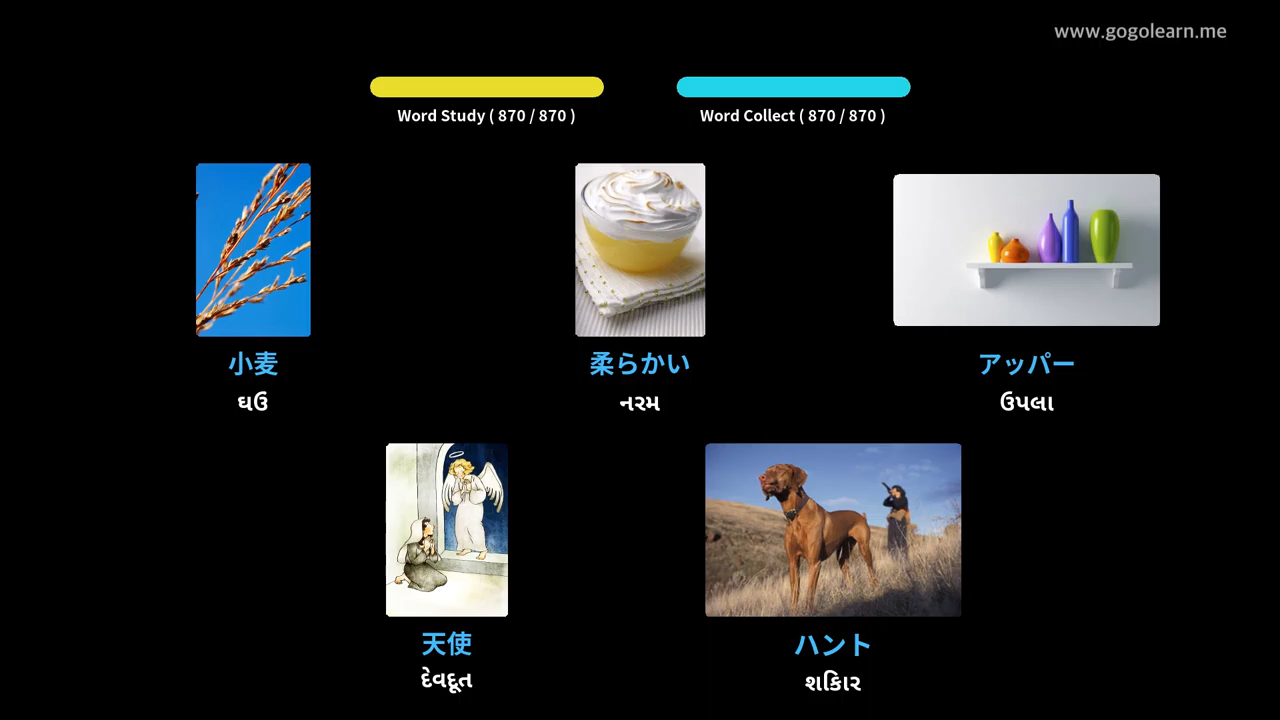 www.gogolearn.me
Word Study ( 870 / 870 )
Word Collect ( 870 / 870 )
小麦
ઘઉં
柔らかい
નરમ
アッパー
ઉપલા
天使
દેવદૂત
ハント
શિકાર